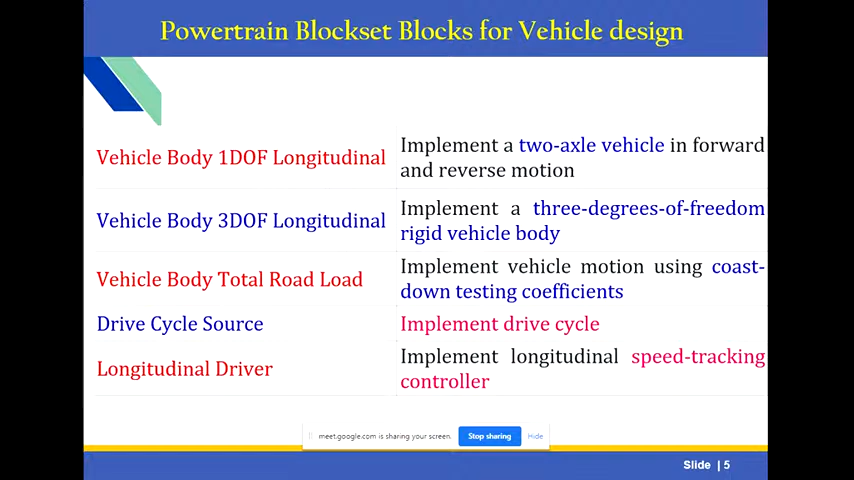 Powertrain Blockset Blocks for Vehicle design
Vehicle Body 1DOF Longitudinal
Implement a two-axle vehicle in forward
and reverse motion
Vehicle Body 3DOF Longitudinal
Implement a three-degrees-of-freedom
rigid vehicle body
Vehicle Body Total Road Load
Implement vehicle motion using coast-
down testing coefficients
Drive Cycle Source
Implement drive cycle
Longitudinal Driver
Implement longitudinal speed-tracking
controller
meet.google.com is sharing your screen.
Stop sharing
Hide
Slide | 5